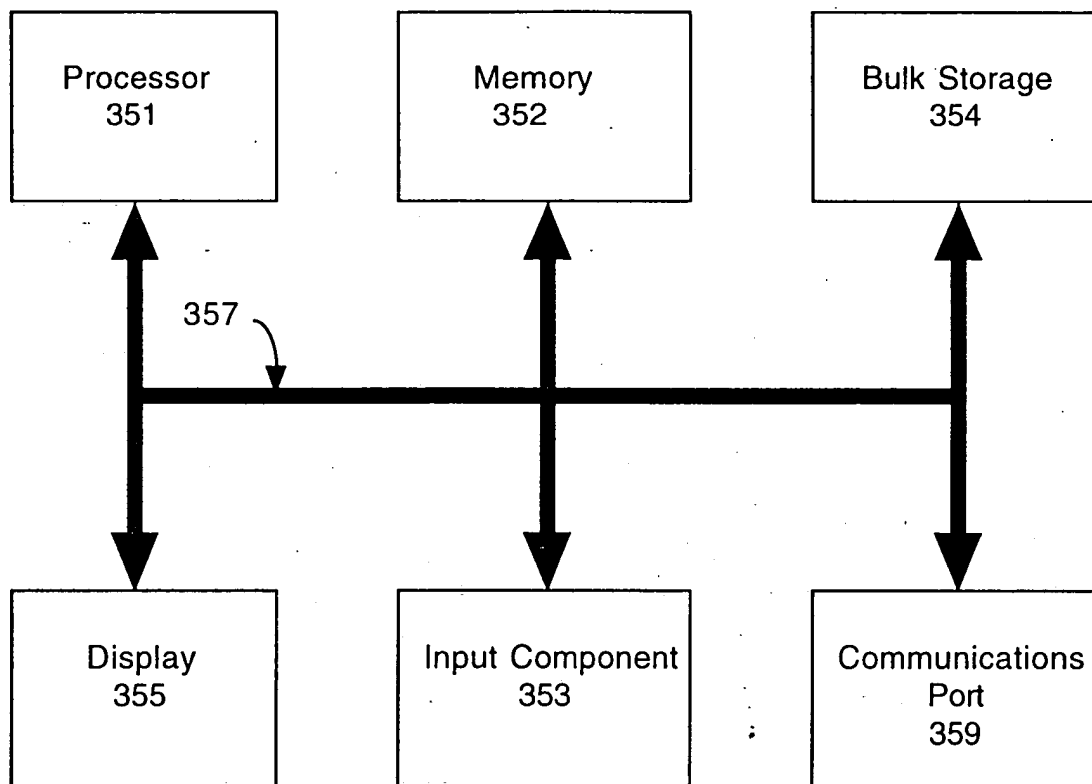 Processor
351
Memory
352
Bulk Storage
354
357
Display
355
Input Component
353
Communications
Port
359